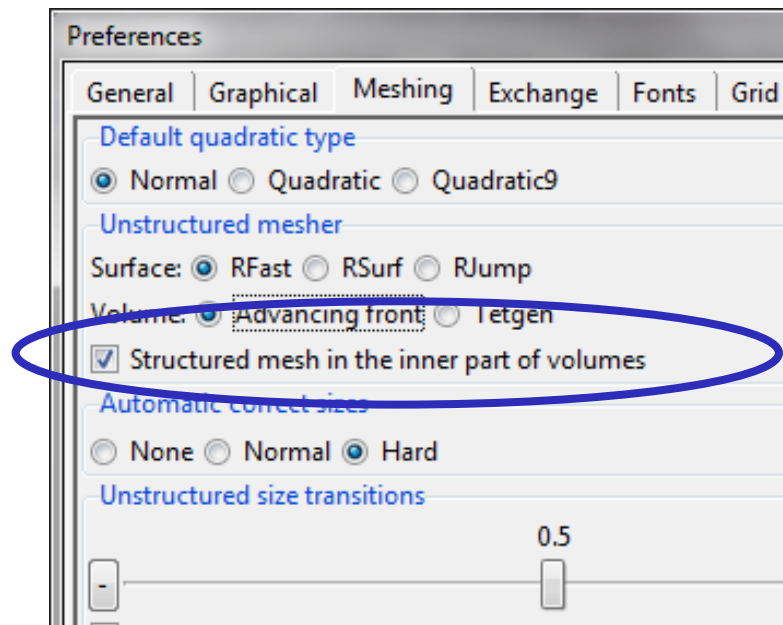 Preferences
General Graphical Meshing Exchange Fonts Grid
Default quadratic type
Normal Quadratic Quadratic9
Unstructured mesher
Surface: RFast RSurf RJump
Volume: Advancing front Tetgen
Structured mesh in the inner part of volumes
Automatic correct sizes
None Normal Hard
Unstructured size transitions
0.5
-